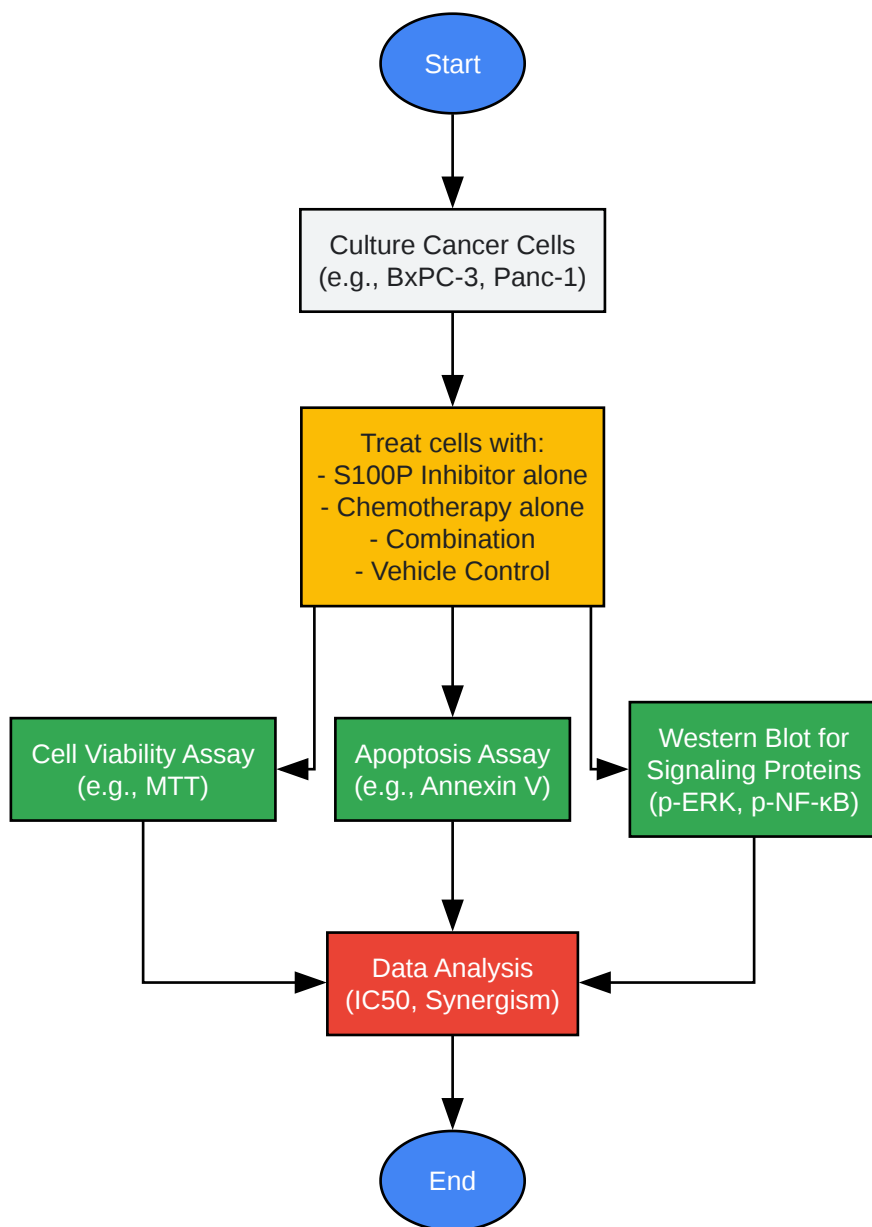 Start
Culture Cancer Cells
(e.g., BxPC-3, Panc-1)
Treat cells with:
- S100P Inhibitor alone
- Chemotherapy alone
- Combination
- Vehicle Control
Cell Viability Assay
(e.g., MTT)
Apoptosis Assay
(e.g., Annexin V)
Western Blot for
Signaling Proteins
(p-ERK, p-NF-κB)
Data Analysis
(IC50, Synergism)
End